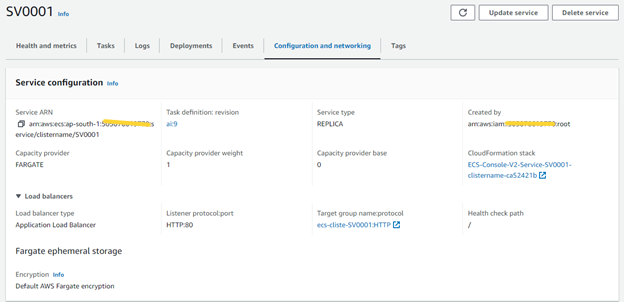 SV0001 Info
Update service
Delete service
Health and metrics
Tasks
Logs
Deployments
Events
Configuration and networking
Tags
Service configuration Info
Service ARN
Task definition: revision
Service type
Created by
arn:aws:ecs:ap-south-1:
ai:9
REPLICA
arn:aws:iam:
:root
service/clistername/SV0001
Capacity provider
Capacity provider weight
Capacity provider base
CloudFormation stack
FARGATE
1
0
ECS-Console-V2-Service-SV0001-
clistername-ca52421b
Load balancers
Load balancer type
Listener protocol:port
Target group name:protocol
Health check path
Application Load Balancer
HTTP:80
ecs-cliste-SV0001:HTTP
/
Fargate ephemeral storage
Encryption Info
Default AWS Fargate encryption